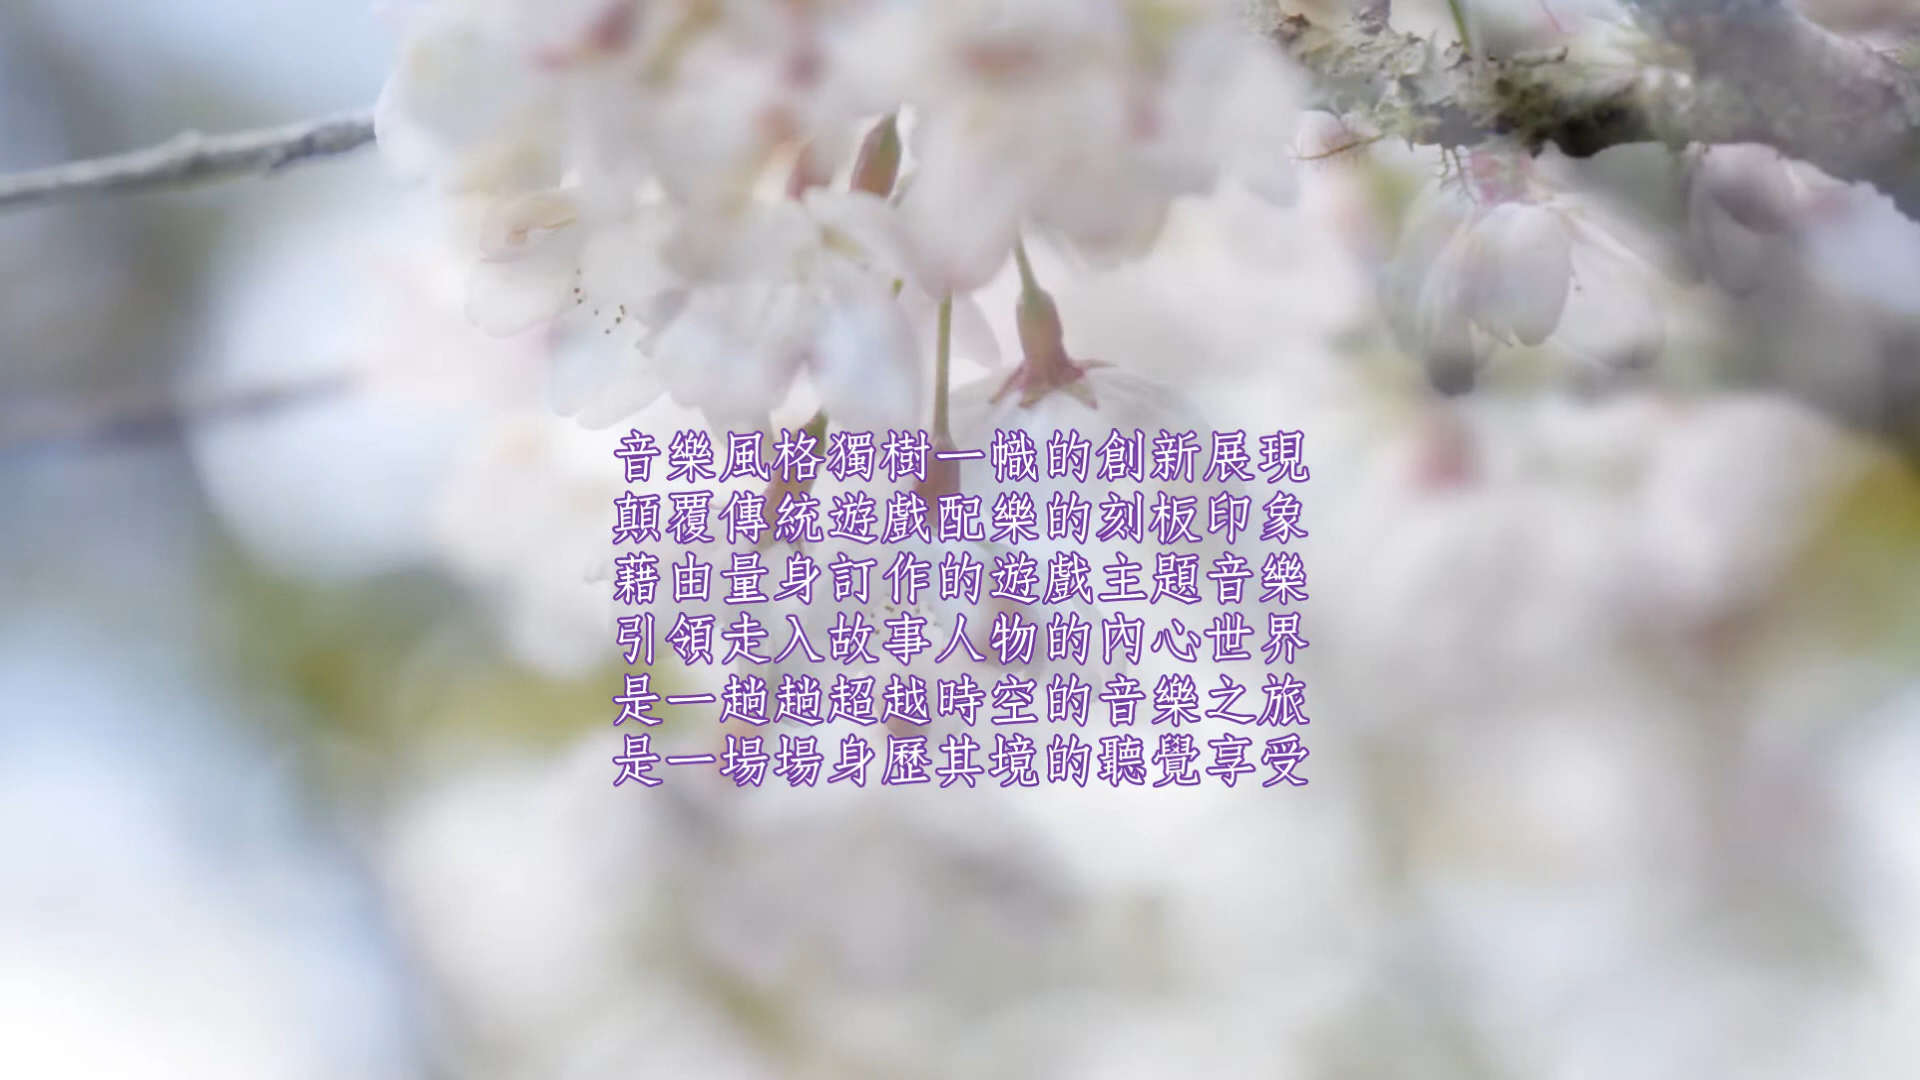 音樂風格獨樹一幟的創新展現
顛覆傳統遊戲配樂的刻板印象
藉由量身訂作的遊戲主題音樂
引領走入故事人物的內心世界
是一趟趟超越時空的音樂之旅
是一場場身歷其境的聽覺享受